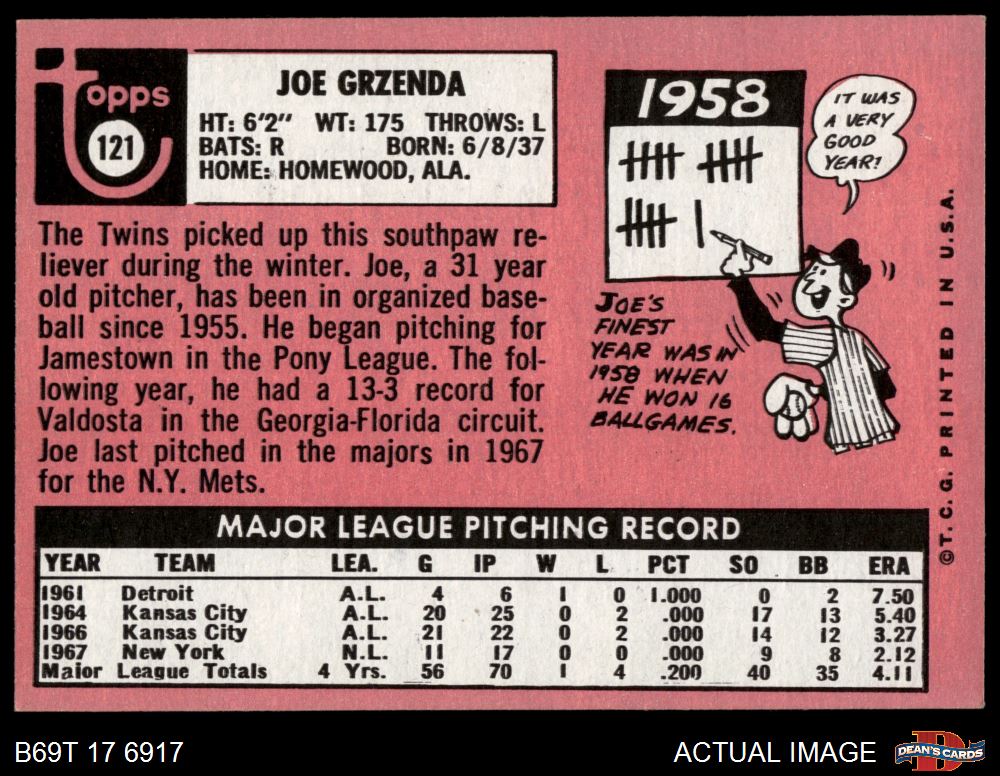 topps
121
JOE GRZENDA
HT: 6'2" WT: 175 THROWS: L
BATS: R BORN: 6/8/37
HOME: HOMEWOOD, ALA.
The Twins picked up this southpaw re-
liever during the winter. Joe, a 31 year
old pitcher, has been in organized base-
ball since 1955. He began pitching for
Jamestown in the Pony League. The fol-
lowing year, he had a 13-3 record for
Valdosta in the Georgia-Florida circuit.
Joe last pitched in the majors in 1967
for the N.Y. Mets.
1958
IT WAS
A VERY
GOOD
YEAR!
JOE'S
FINEST
YEAR WAS IN
1958 WHEN
HE WON 16
BALLGAMES.
©T. C. G. PRINTED IN U.S.A.
MAJOR LEAGUE PITCHING RECORD
YEAR TEAM LEA. G IP W L PCT SO BB ERA
1961 Detroit A.L. 4 6 1 0 1.000 0 2 7.50
1964 Kansas City A.L. 20 25 0 2 .000 17 13 5.40
1966 Kansas City A.L. 21 22 0 2 .000 14 12 3.27
1967 New York N.L. 11 17 0 0 .000 9 8 2.12
Major League Totals 4 Yrs. 56 70 1 4 .200 40 35 4.11
B69T 17 6917
ACTUAL IMAGE
DEAN'S CARDS